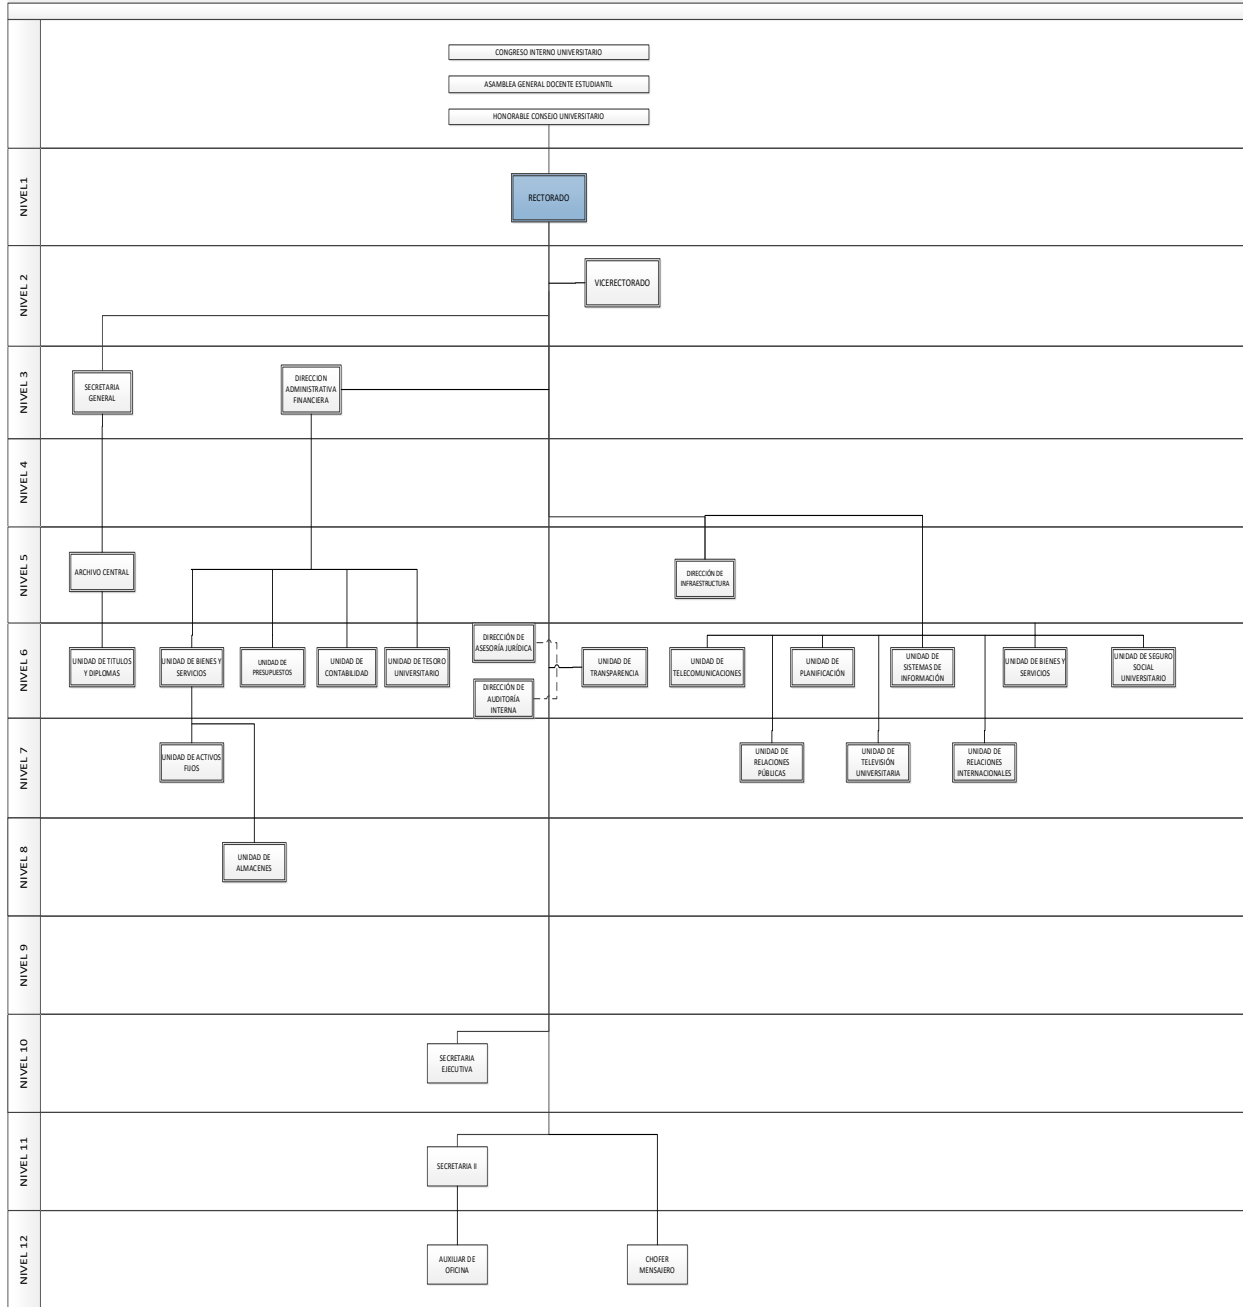 CONGRESO INTERNO UNIVERSITARIO
ASAMBLEA GENERAL DOCENTE ESTUDIANTIL
HONORABLE CONSEJO UNIVERSITARIO
NIVEL1
RECTORADO
NIVEL 2
VICERECTORADO
NIVEL 3
SECRETARIA
GENERAL
DIRECCION
ADMINISTRATIVA
FINANCIERA
NIVEL 4
NIVEL 5
ARCHIVO CENTRAL
DIRECCIÓN DE
INFRAESTRUCTURA
NIVEL 6
UNIDAD DE TITULOS
Y DIPLOMAS
UNIDAD DE BIENES Y
SERVICIOS
UNIDAD DE
PRESUPUESTOS
UNIDAD DE
CONTABILIDAD
UNIDAD DE TESORO
UNIVERSITARIO
DIRECCIÓN DE
ASESORÍA JURÍDICA
DIRECCIÓN DE
AUDITORÍA
INTERNA
UNIDAD DE
TRANSPARENCIA
UNIDAD DE
TELECOMUNICACIONES
UNIDAD DE
PLANIFICACIÓN
UNIDAD DE
SISTEMAS DE
INFORMACIÓN
UNIDAD DE BIENES Y
SERVICIOS
UNIDAD DE SEGURO
SOCIAL
UNIVERSITARIO
NIVEL 7
UNIDAD DE ACTIVOS
FIJOS
UNIDAD DE
RELACIONES
PÚBLICAS
UNIDAD DE
TELEVISIÓN
UNIVERSITARIA
UNIDAD DE
RELACIONES
INTERNACIONALES
NIVEL 8
UNIDAD DE
ALMACENES
NIVEL 9
NIVEL 10
SECRETARIA
EJECUTIVA
NIVEL 11
SECRETARIA II
NIVEL 12
AUXILIAR DE
OFICINA
CHOFER
MENSAJERO